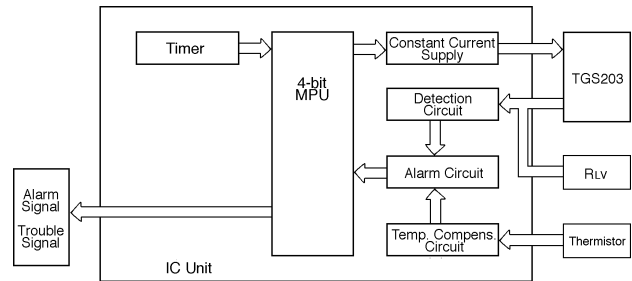 Timer
4-bit
MPU
Constant Current
Supply
TGS203
Detection
Circuit
Alarm Circuit
RLV
Temp. Compens.
Circuit
Thermistor
Alarm
Signal
Trouble
Signal
IC Unit